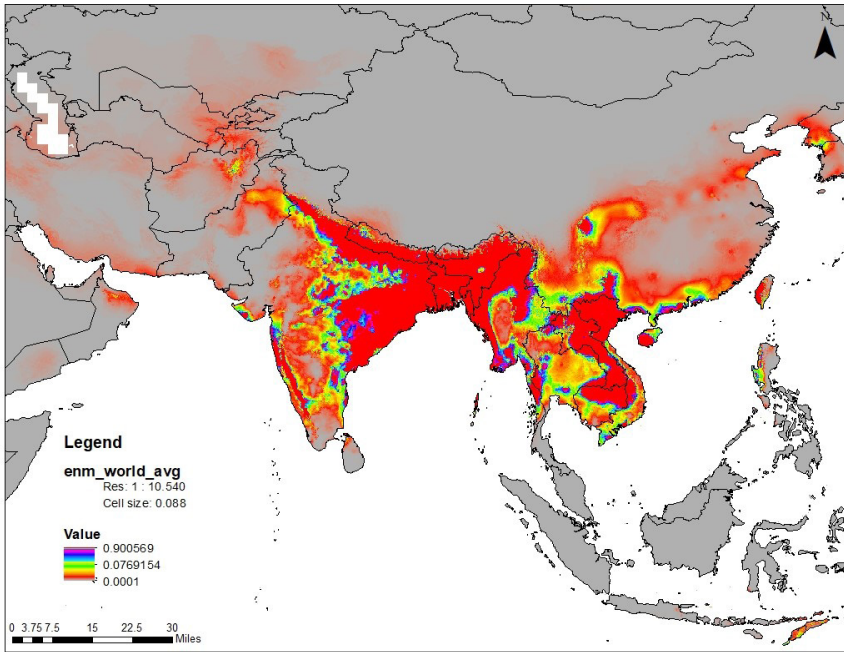 N
Legend
enm_world_avg
Res: 1 : 10.540
Cell size: 0.088
Value
0.900569
0.0769154
0.0001
0 3.75 7.5 15 22.5 30
Miles